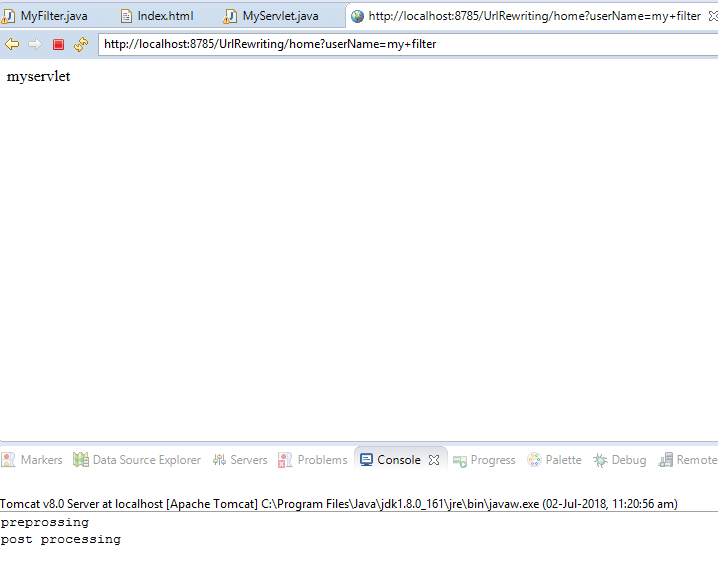 MyFilter.java Index.html MyServlet.java http://localhost:8785/UrlRewriting/home?userName=my+filter
http://localhost:8785/UrlRewriting/home?userName=my+filter
myservlet
Markers Data Source Explorer Servers Problems Console Progress Palette Debug Remote
Tomcat v8.0 Server at localhost [Apache Tomcat] C:\Program Files\Java\jdk1.8.0_161\jre\bin\javaw.exe (02-Jul-2018, 11:20:56 am)
preprossing
post processing